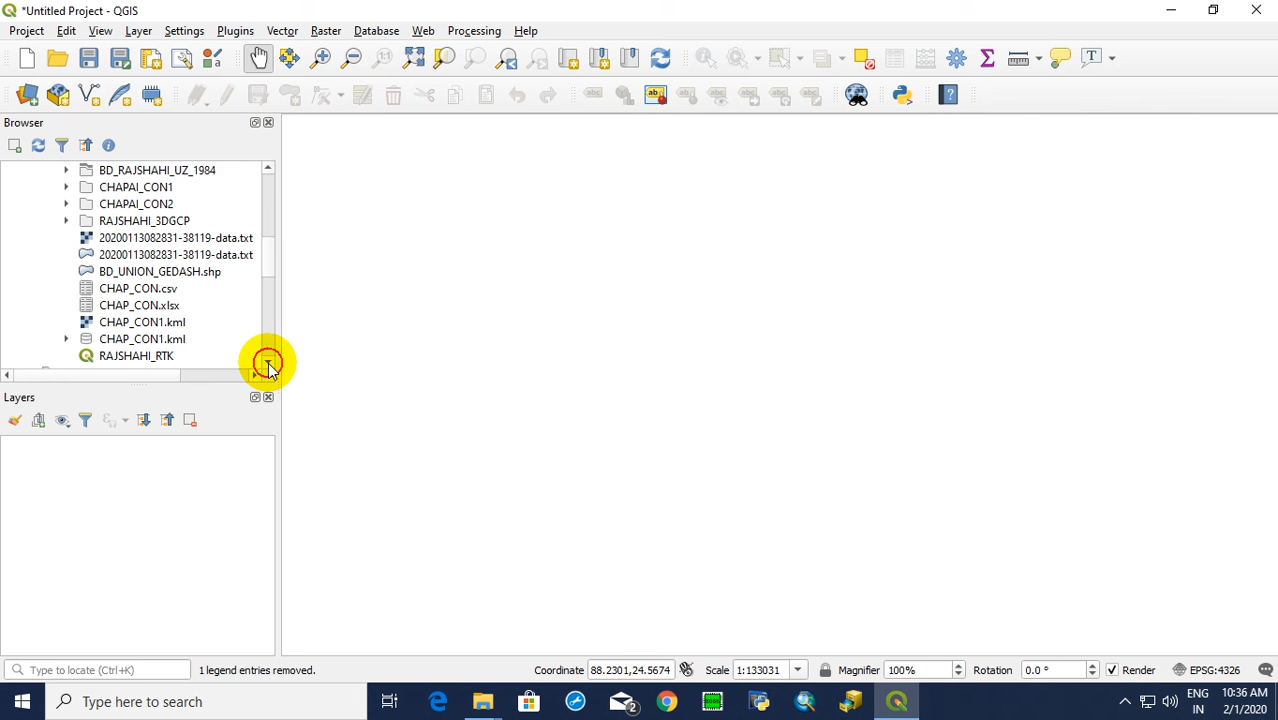 *Untitled Project - QGIS
Project Edit View Layer Settings Plugins Vector Raster Database Web Processing Help
Browser
BD_RAJSHAHI_UZ_1984
CHAPAI_CON1
CHAPAI_CON2
RAJSHAHI_3DGCP
20200113082831-38119-data.txt
20200113082831-38119-data.txt
BD_UNION_GEDASH.shp
CHAP_CON.csv
CHAP_CON.xlsx
CHAP_CON1.kml
CHAP_CON1.kml
RAJSHAHI_RTK
Layers
Type to locate (Ctrl+K) 1 legend entries removed. Coordinate 88.2301,24.5674 Scale 1:133031 Magnifier 100% Rotation 0.0 ° Render EPSG:4326
Type here to search 2 ENG 10:36 AM
IN 2/1/2020